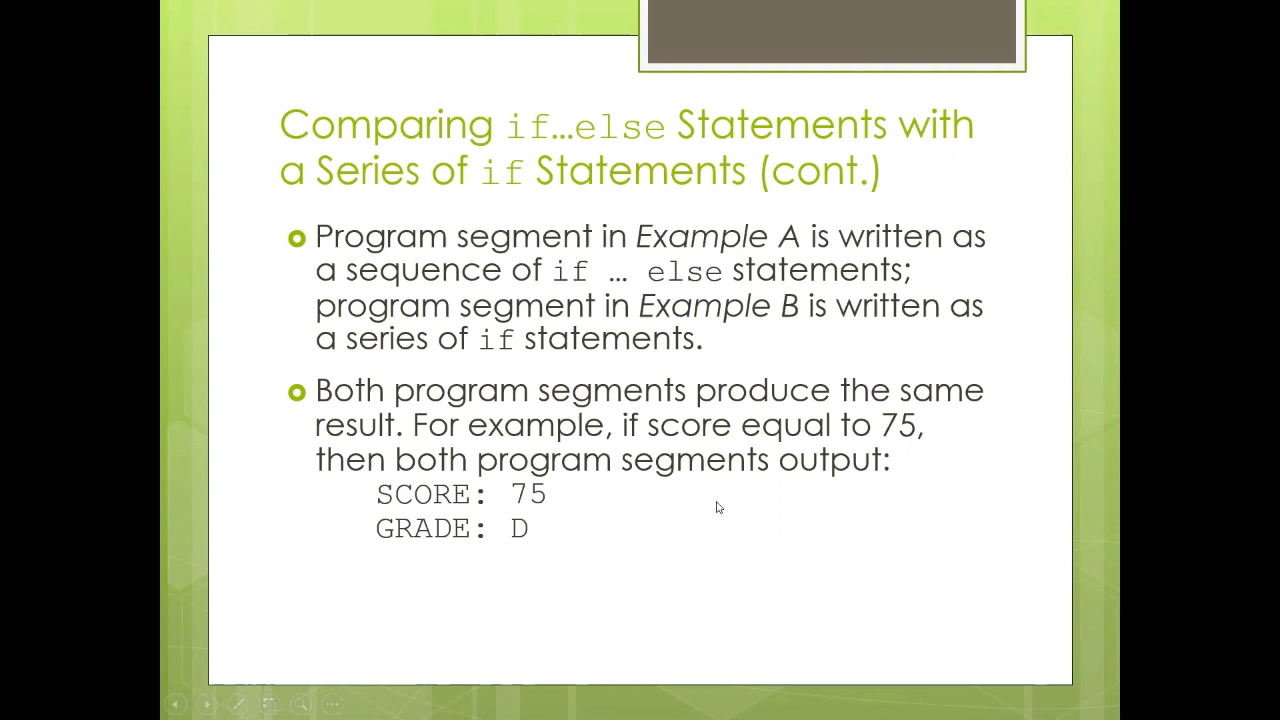 Comparing if…else Statements with
a Series of if Statements (cont.)
Program segment in Example A is written as
a sequence of if … else statements;
program segment in Example B is written as
a series of if statements.
Both program segments produce the same
result. For example, if score equal to 75,
then both program segments output:
SCORE: 75
GRADE: D